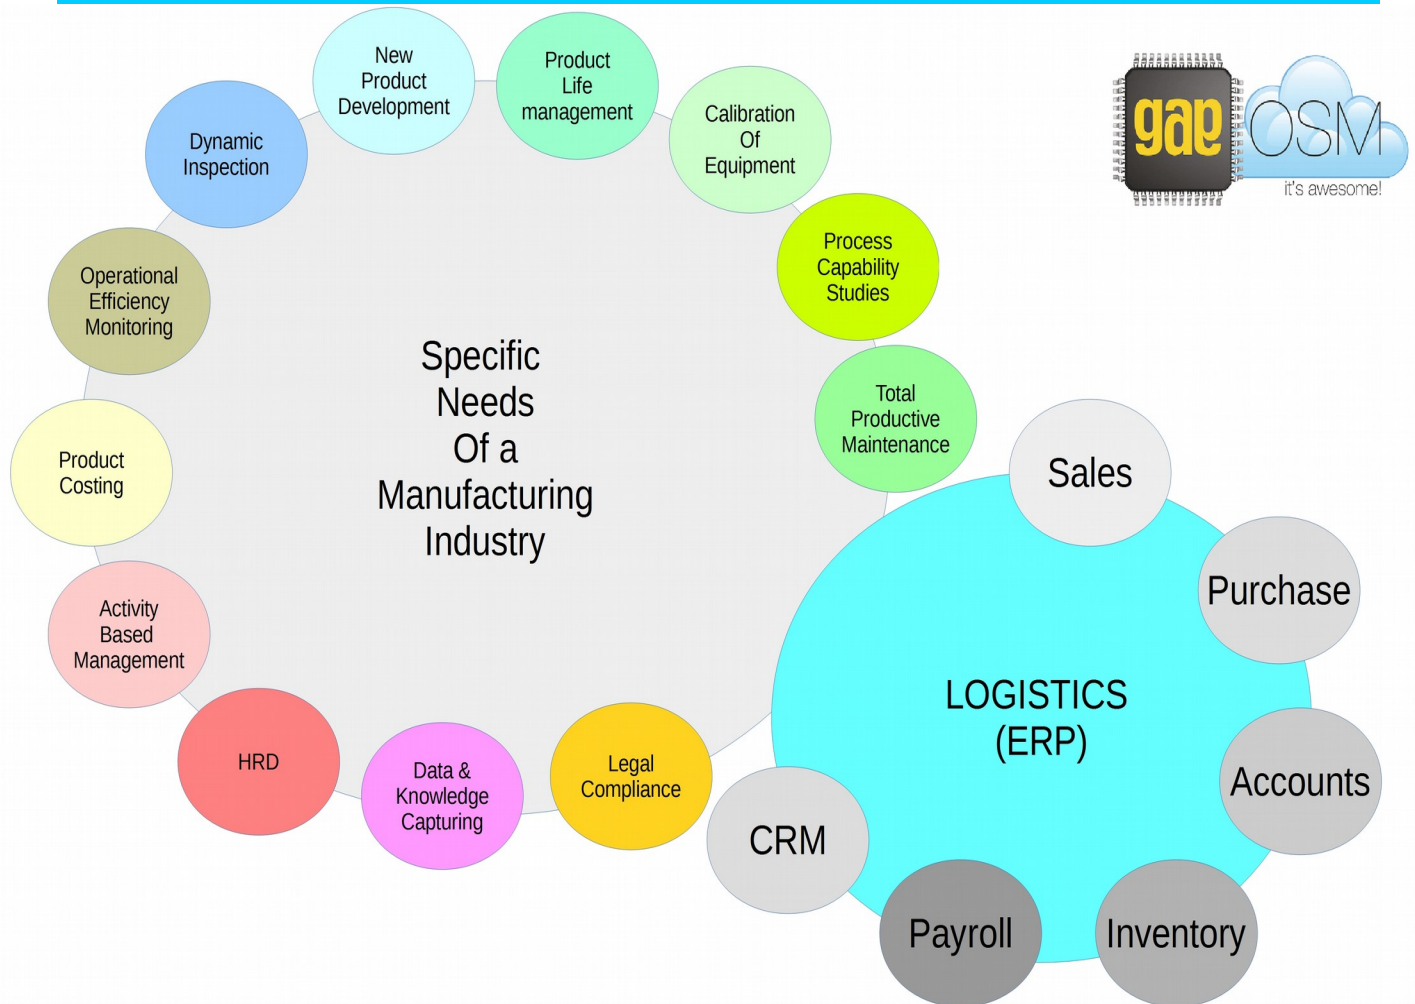 New
Product
Development
Product
Life
management
Calibration
Of
Equipment
Dynamic
Inspection
Process
Capability
Studies
Operational
Efficiency
Monitoring
Total
Productive
Maintenance
Product
Costing
Activity
Based
Management
HRD
Data &
Knowledge
Capturing
Legal
Compliance
Specific
Needs
Of a
Manufacturing
Industry
gap
OSM
it's awesome!
Sales
Purchase
Accounts
Inventory
Payroll
CRM
LOGISTICS
(ERP)